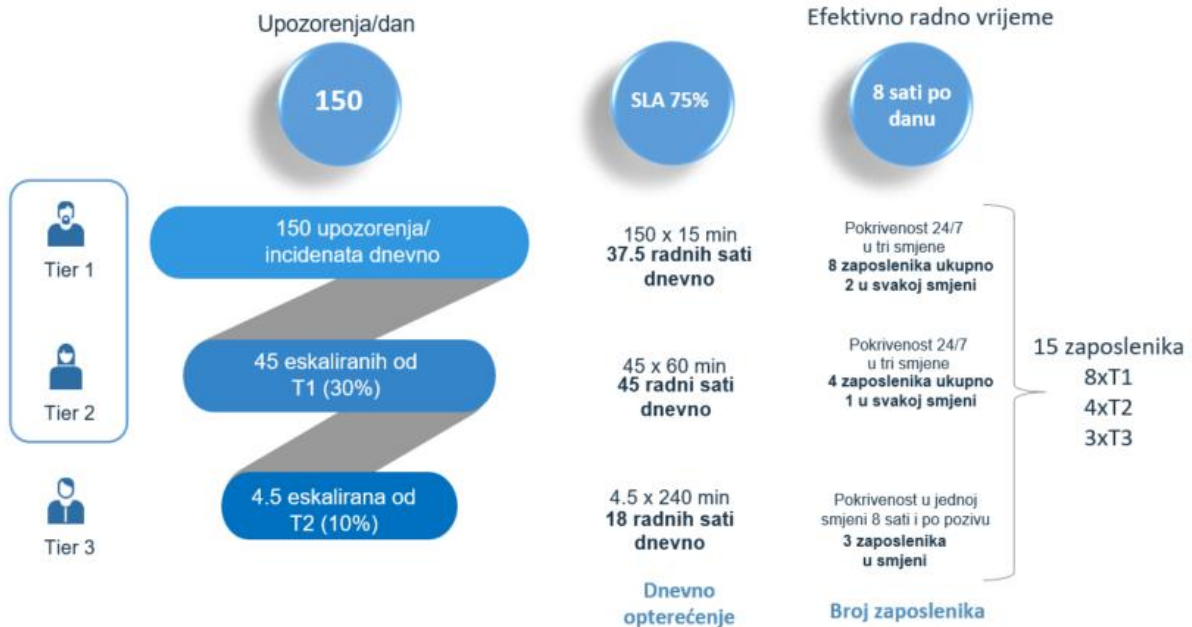 Upozorenja/dan
Efektivno radno vrijeme
150
SLA 75%
8 sati po
danu
Tier 1
150 upozorenja/
incidenata dnevno
150 x 15 min
37.5 radnih sati
dnevno
Pokrivenost 24/7
u tri smjene
8 zaposlenika ukupno
2 u svakoj smjeni
Tier 2
45 eskaliranih od
T1 (30%)
45 x 60 min
45 radni sati
dnevno
Pokrivenost 24/7
u tri smjene
4 zaposlenika ukupno
1 u svakoj smjeni
15 zaposlenika
8xT1
4xT2
3xT3
Tier 3
4.5 eskalirana od
T2 (10%)
4.5 x 240 min
18 radnih sati
dnevno
Pokrivenost u jednoj
smjeni 8 sati i po pozivu
3 zaposlenika
u smjeni
Dnevno
opterećenje
Broj zaposlenika